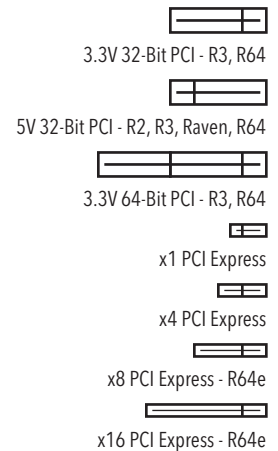 3.3V 32-Bit PCI - R3, R64
5V 32-Bit PCI - R2, R3, Raven, R64
3.3V 64-Bit PCI - R3, R64
x1 PCI Express
x4 PCI Express
x8 PCI Express - R64e
x16 PCI Express - R64e